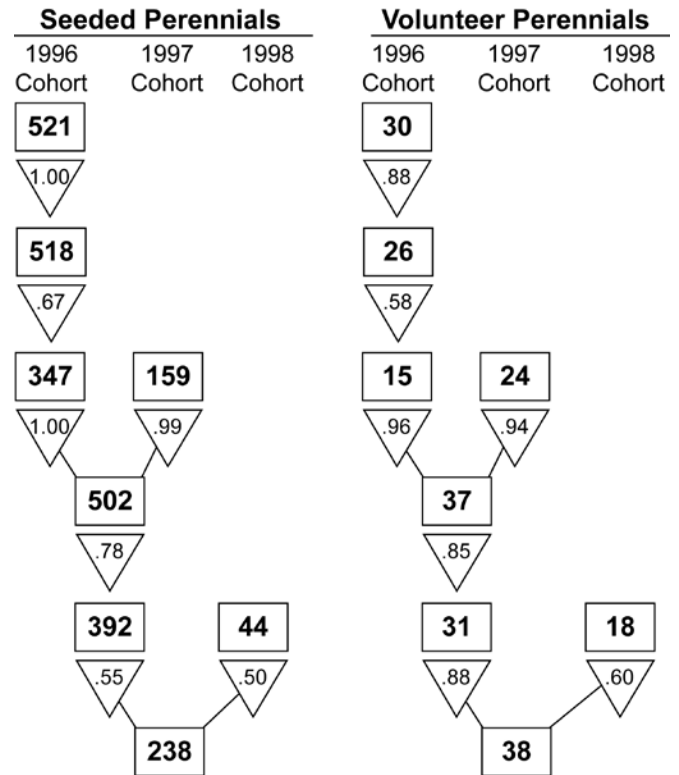 Seeded Perennials Volunteer Perennials
1996 1997 1998 1996 1997 1998
Cohort Cohort Cohort Cohort Cohort Cohort
521 30
1.00 .88
518 26
.67 .58
347 159 15 24
1.00 .99 .96 .94
502 37
.78 .85
392 44 31 18
.55 .50 .88 .60
238 38